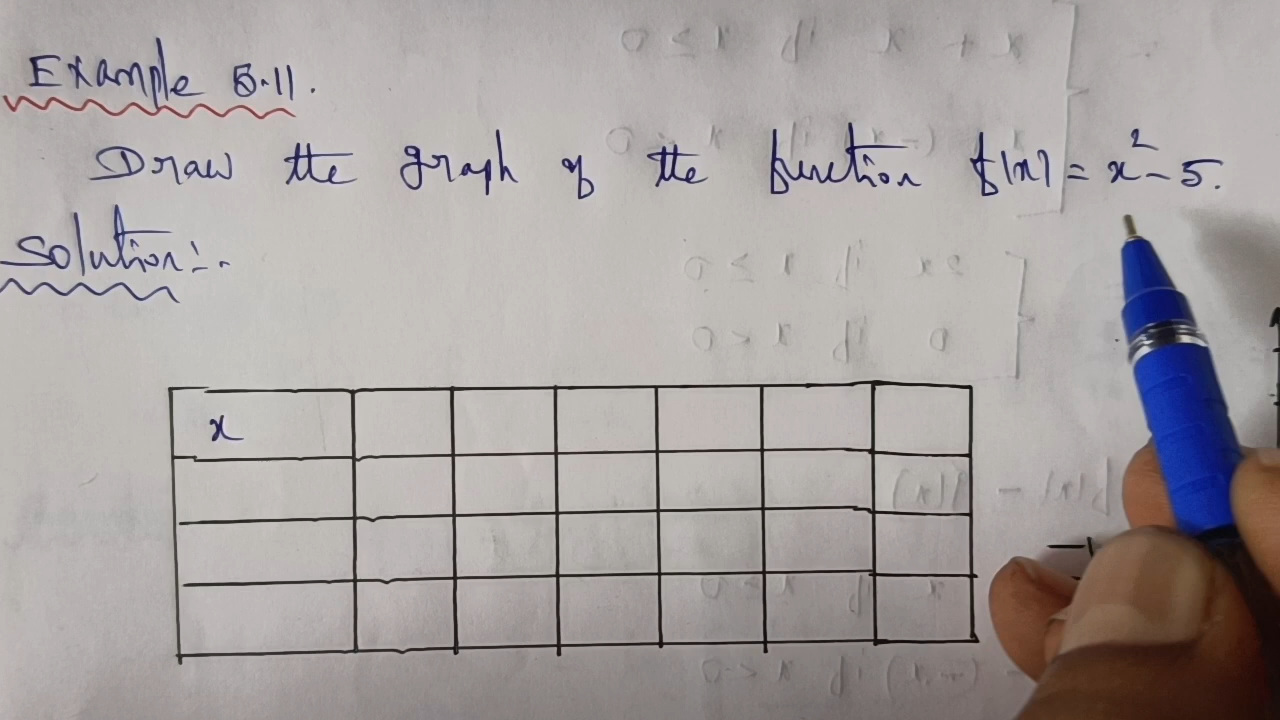 Example 5.11.
Draw the graph of the function f(x) = x² - 5.
Solution:-
x